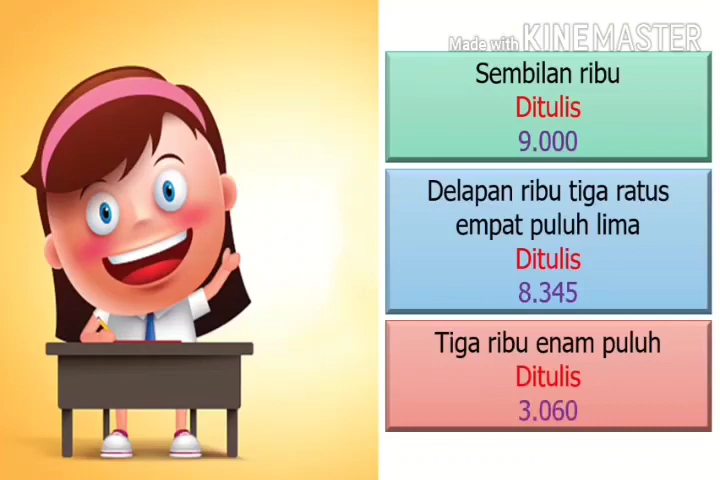 Made with KINEMASTER
Sembilan ribu
Ditulis
9.000
Delapan ribu tiga ratus
empat puluh lima
Ditulis
8.345
Tiga ribu enam puluh
Ditulis
3.060